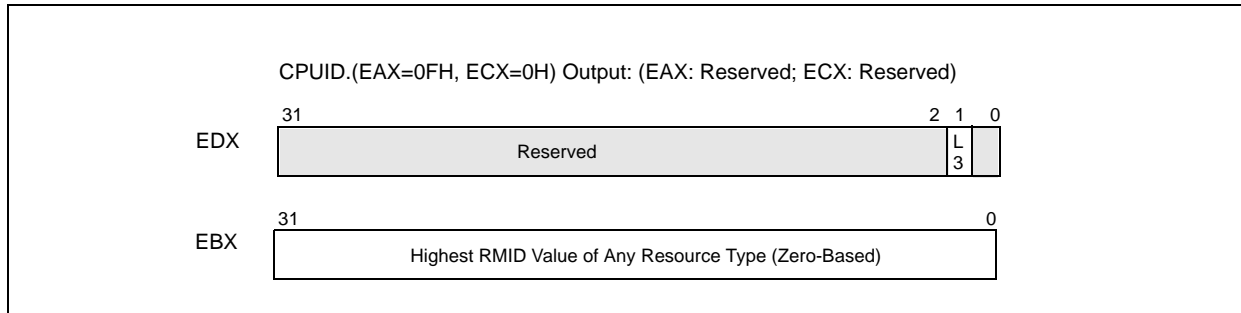 CPUID.(EAX=0FH, ECX=0H) Output: (EAX: Reserved; ECX: Reserved)
31 2 1 0
EDX Reserved L
3
31 0
EBX Highest RMID Value of Any Resource Type (Zero-Based)